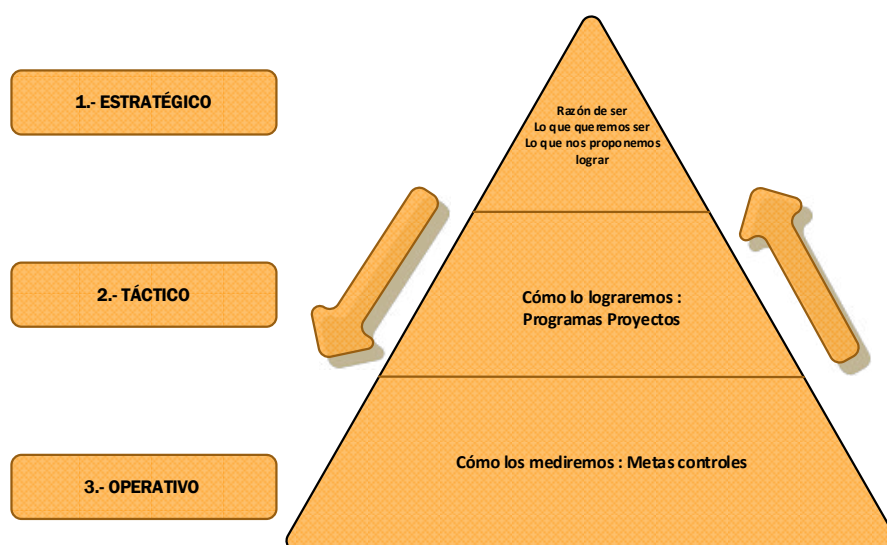 1.- ESTRATÉGICO
Razón de ser
Lo que queremos ser
Lo que nos proponemos
lograr
2.- TÁCTICO
Cómo lo lograremos :
Programas Proyectos
Cómo los mediremos : Metas controles
3.- OPERATIVO